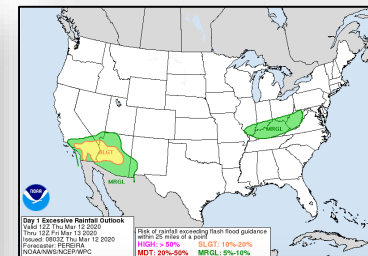 MRGL
SLGT
MRGL
NOAA
Day 1 Excessive Rainfall Outlook
Valid 12Z Thu Mar 12 2020
Thru 12Z Fri Mar 13 2020
Issued: 0803Z Thu Mar 12 2020
Forecaster: PEREIRA
NOAA/NWS/NCEP/WPC
Risk of rainfall exceeding flash flood guidance
within 25 miles of a point
HIGH: > 50% SLGT: 10%-20%
MDT: 20%-50% MRGL: 5%-10%